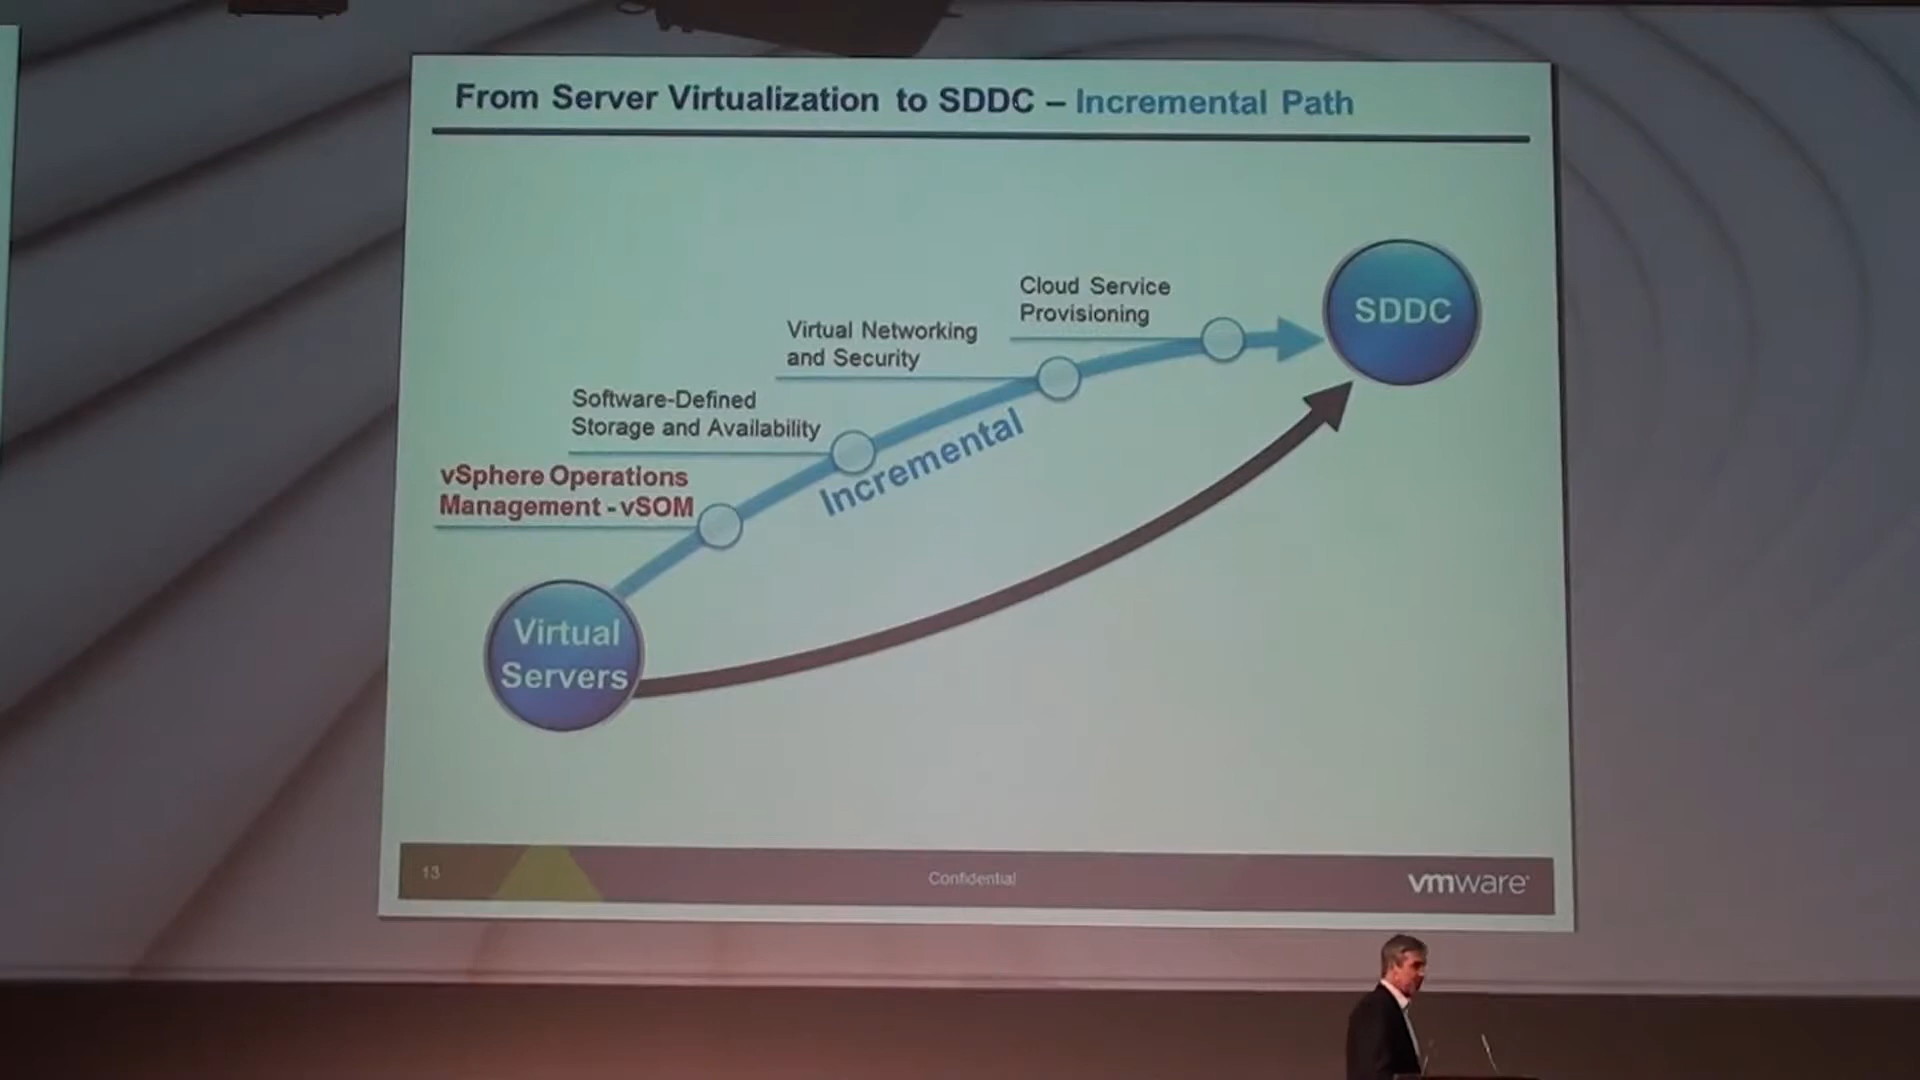 From Server Virtualization to SDDC – Incremental Path
Cloud Service
Provisioning
SDDC
Virtual Networking
and Security
Software-Defined
Storage and Availability
Incremental
vSphere Operations
Management - vSOM
Virtual
Servers
13
Confidential
vmware